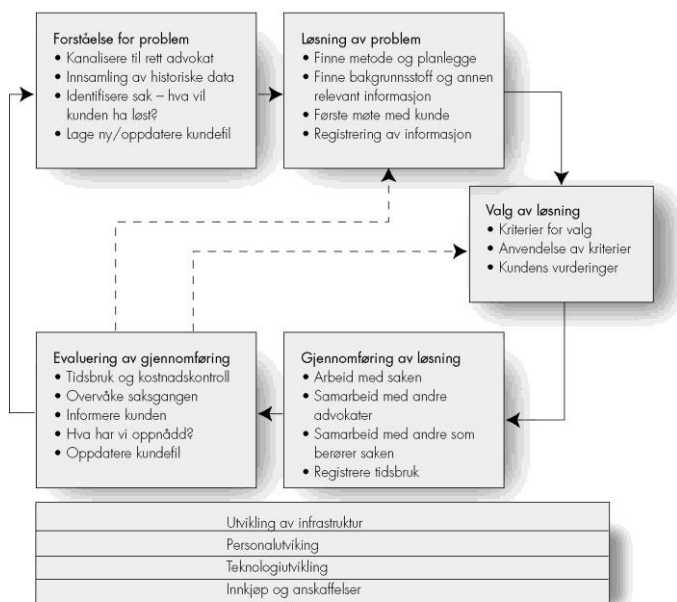 Forståelse for problem
• Kanalisere til rett advokat
• Innsamling av historiske data
• Identifisere sak – hva vil
kunden ha løst?
• Lage ny/oppdatere kundefil
Løsning av problem
• Finne metode og planlegge
• Finne bakgrunnsstoff og annen
relevant informasjon
• Første møte med kunde
• Registrering av informasjon
Valg av løsning
• Kriterier for valg
• Anvendelse av kriterier
• Kundens vurderinger
Gjennomføring av løsning
• Arbeid med saken
• Samarbeid med andre
advokater
• Samarbeid med andre som
berører saken
• Registrere tidsbruk
Evaluering av gjennomføring
• Tidsbruk og kostnadskontroll
• Overvåke saksgangen
• Informere kunden
• Hva har vi oppnådd?
• Oppdatere kundefil
Utvikling av infrastruktur
Personalutviking
Teknologiutvikling
Innkjøp og anskaffelser